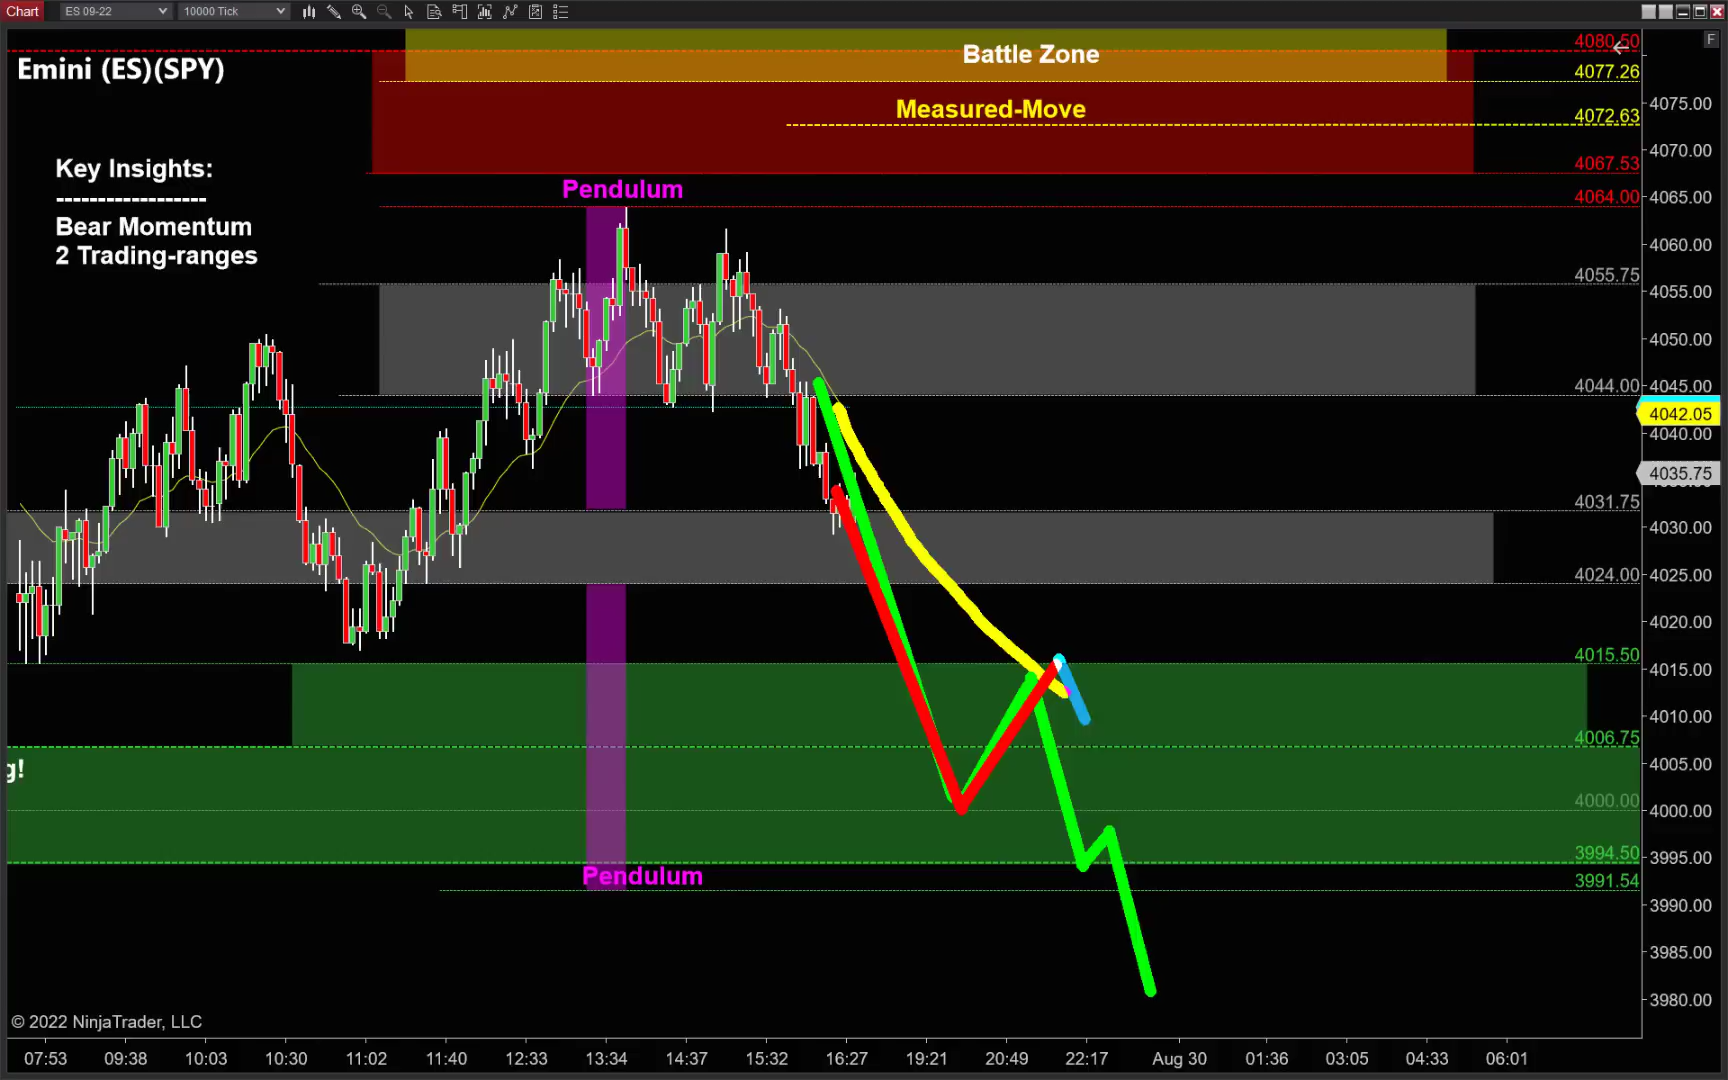 Chart
ES 09-22
10000 Tick
F
Emini (ES)(SPY)
Key Insights:
------------------
Bear Momentum
2 Trading-ranges
Battle Zone
Measured-Move
Pendulum
Pendulum
g!
4080.50
4077.26
4072.63
4067.53
4064.00
4055.75
4044.00
4031.75
4024.00
4015.50
4006.75
4000.00
3994.50
3991.54
4075.00
4070.00
4065.00
4060.00
4055.00
4050.00
4045.00
4042.05
4040.00
4035.75
4030.00
4025.00
4020.00
4015.00
4010.00
4005.00
4000.00
3995.00
3990.00
3985.00
3980.00
© 2022 NinjaTrader, LLC
07:53 09:38 10:03 10:30 11:02 11:40 12:33 13:34 14:37 15:32 16:27 19:21 20:49 22:17 Aug 30 01:36 03:05 04:33 06:01